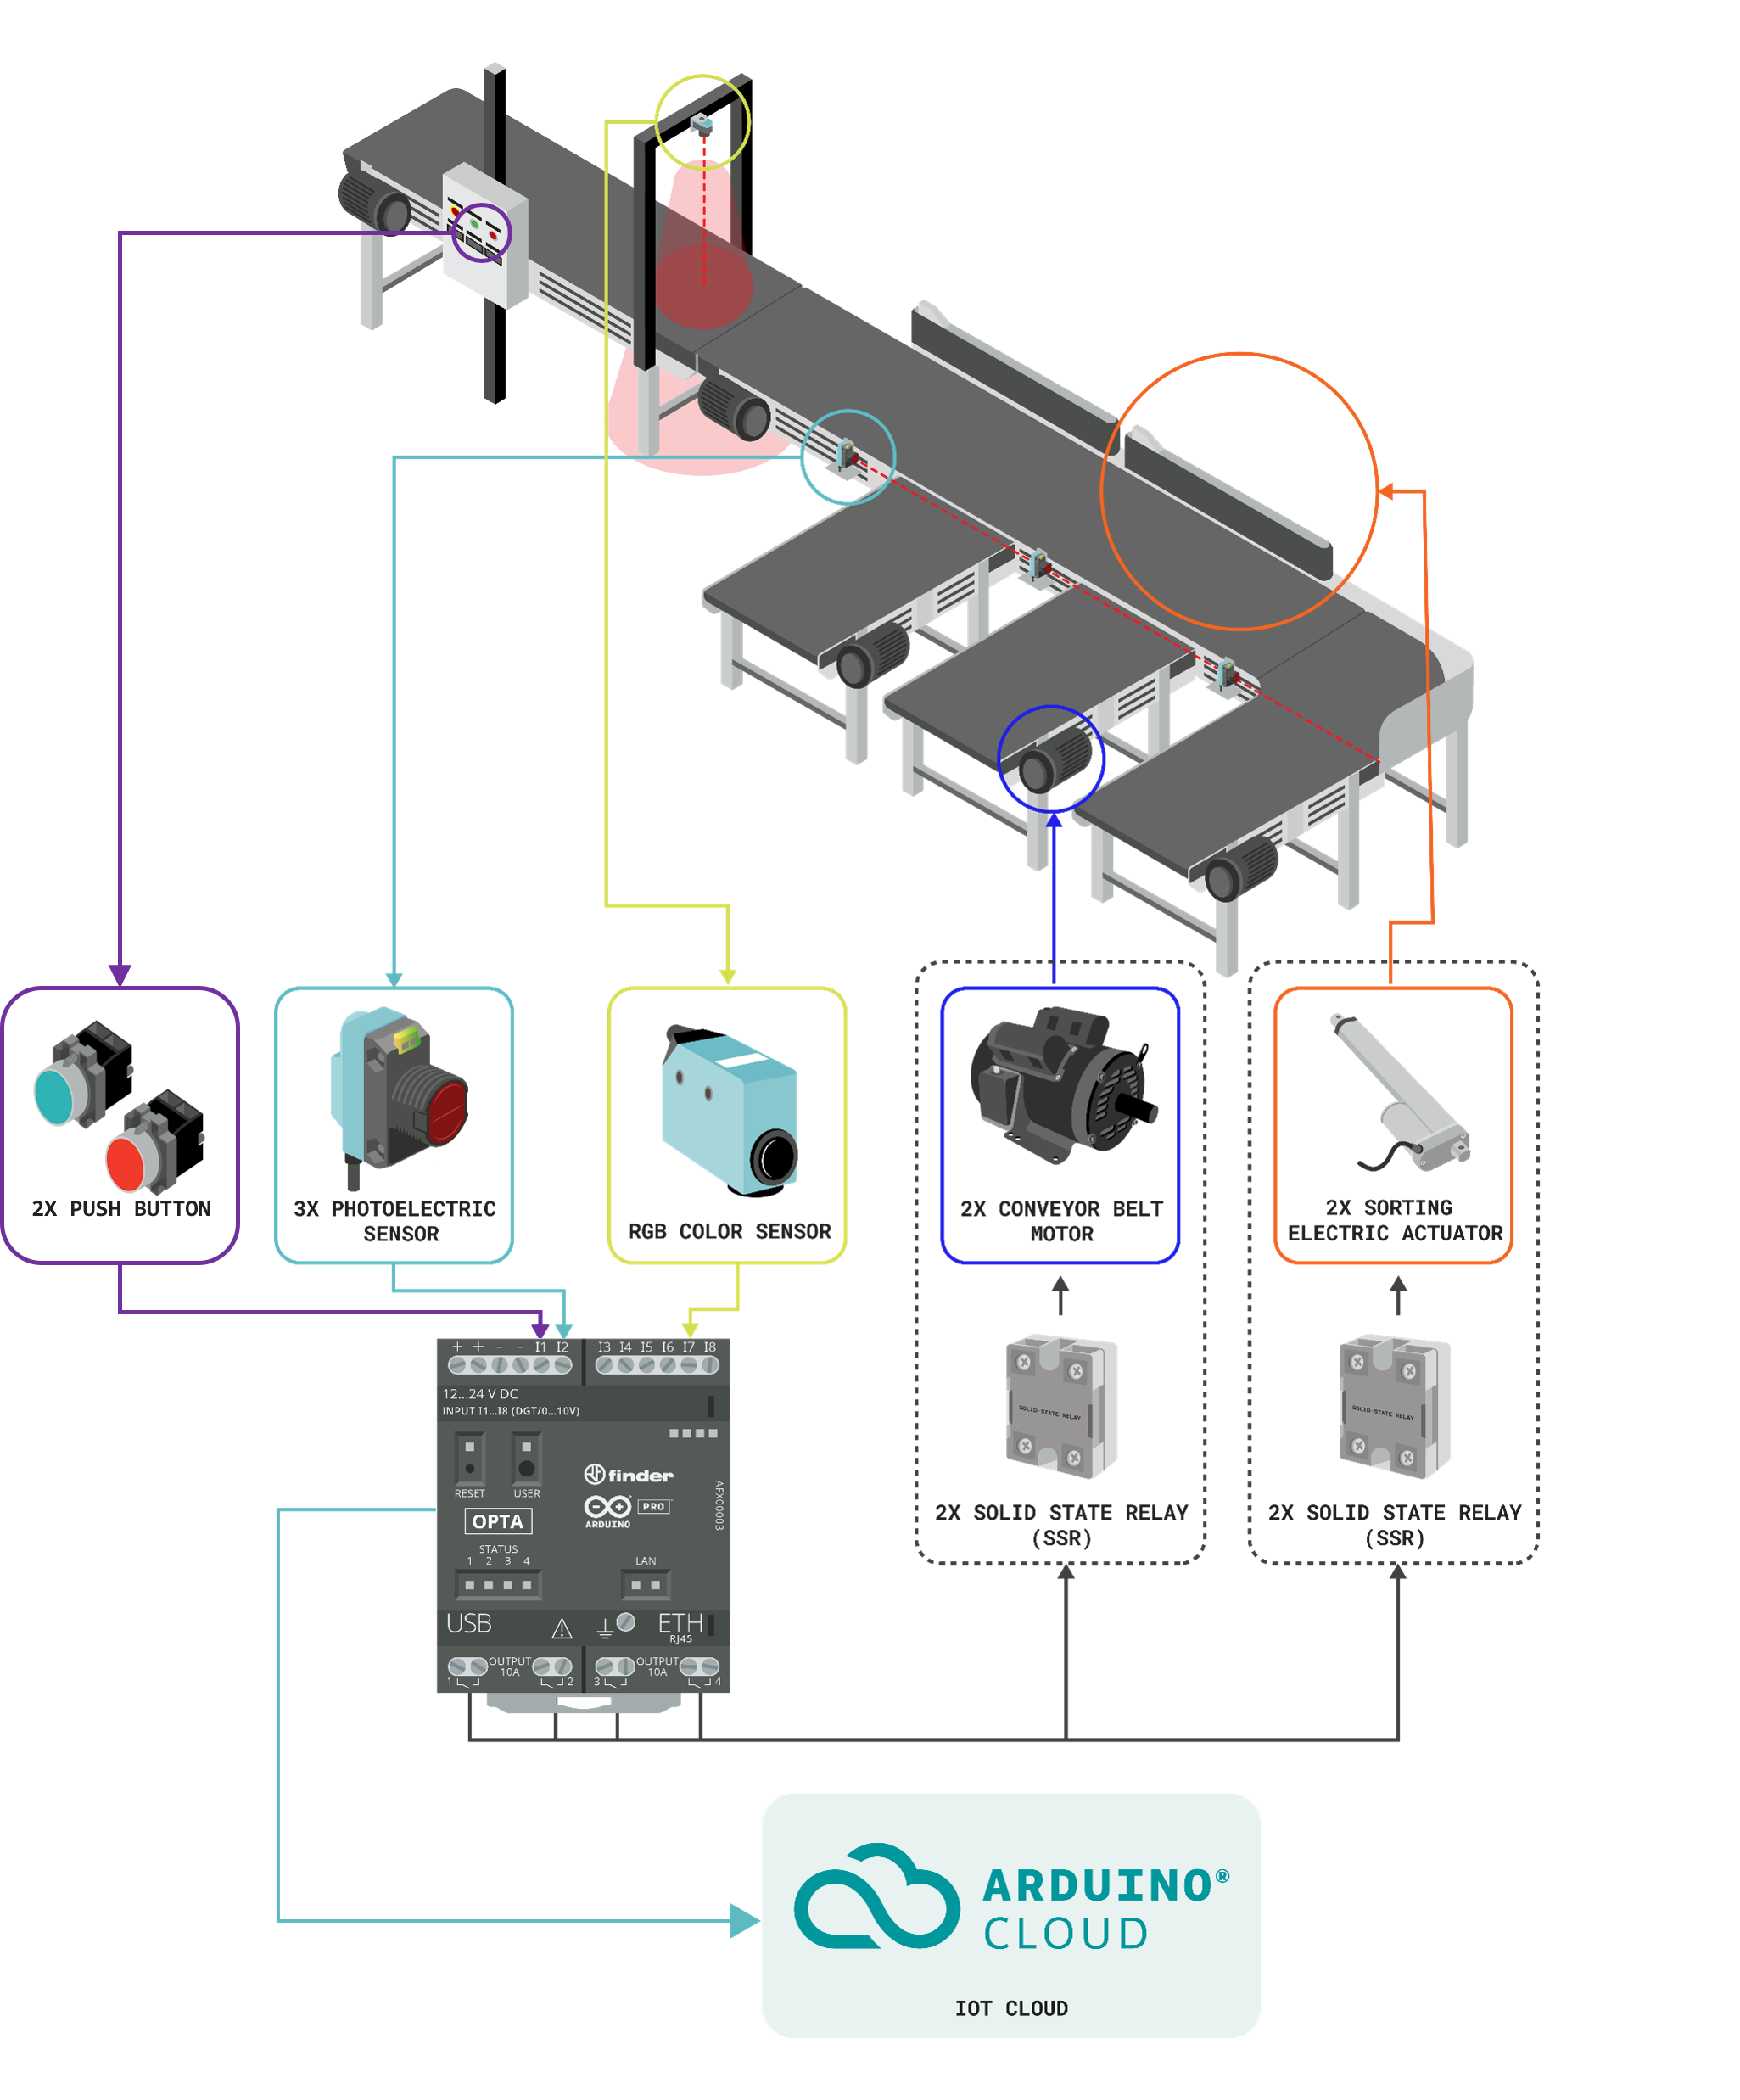 2X PUSH BUTTON
3X PHOTOELECTRIC
SENSOR
RGB COLOR SENSOR
2X CONVEYOR BELT
MOTOR
2X SORTING
ELECTRIC ACTUATOR
+ + - - I1 I2 I3 I4 I5 I6 I7 I8
12...24 V DC
INPUT I1...I8 (DGT/0...10V)
RESET USER
finder
ARDUINO PRO
AFX00003
OPTA
STATUS
1 2 3 4
LAN
USB
ETH
RJ45
1 OUTPUT 10A 2
3 OUTPUT 10A 4
SOLID-STATE RELAY
2X SOLID STATE RELAY
(SSR)
SOLID-STATE RELAY
2X SOLID STATE RELAY
(SSR)
ARDUINO®
CLOUD
IOT CLOUD